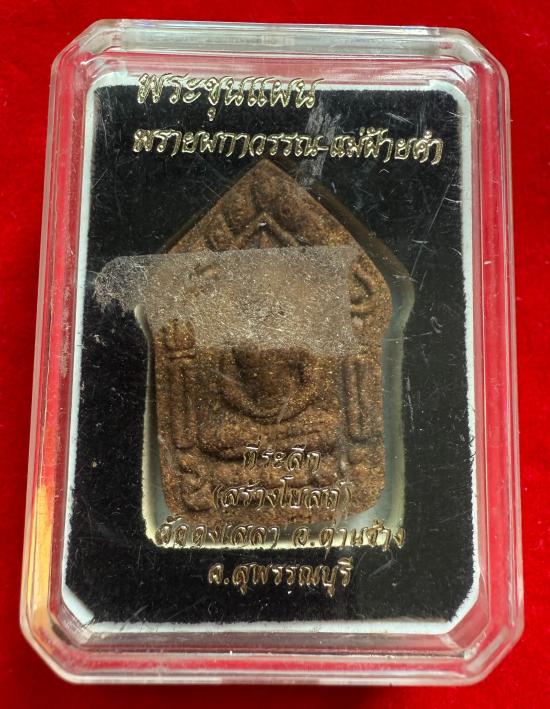 พระขุนแผน
พรายผกาวรรณ-แม่ฝ้ายคำ
ที่ระลึก
(สร้างโบสถ์)
วัดดงเสลา อ.ด่านช้าง
จ.สุพรรณบุรี